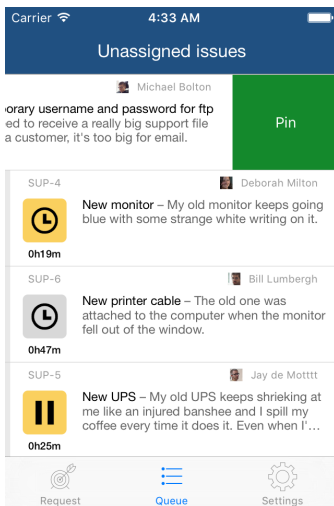 Carrier 4:33 AM
Unassigned issues
Michael Bolton
orary username and password for ftp
ed to receive a really big support file
a customer, it's too big for email.
Pin
SUP-4 Deborah Milton
New monitor – My old monitor keeps going
blue with some strange white writing on it.
0h19m
SUP-6 Bill Lumbergh
New printer cable – The old one was
attached to the computer when the monitor
fell out of the window.
0h47m
SUP-5 Jay de Motttt
New UPS – My old UPS keeps shrieking at
me like an injured banshee and I spill my
coffee every time it does it. Even when I'…
0h25m
Request Queue Settings